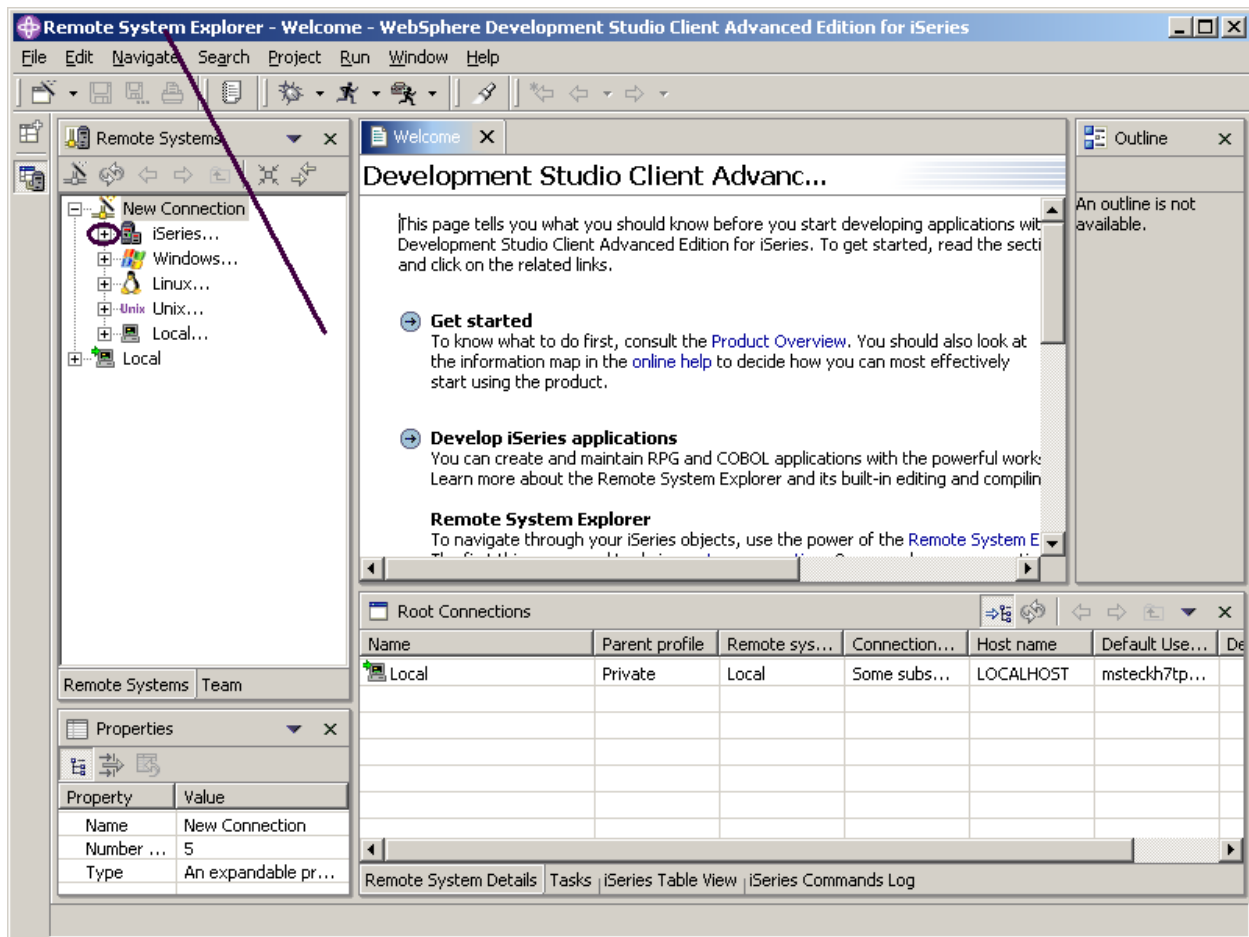 Remote System Explorer - Welcome - WebSphere Development Studio Client Advanced Edition for iSeries
File Edit Navigate Search Project Run Window Help
Remote Systems
New Connection
iSeries...
Windows...
Linux...
Unix Unix...
Local...
Local
Remote Systems Team
Welcome
Development Studio Client Advanc...
This page tells you what you should know before you start developing applications wit
Development Studio Client Advanced Edition for iSeries. To get started, read the secti
and click on the related links.
Get started
To know what to do first, consult the Product Overview. You should also look at
the information map in the online help to decide how you can most effectively
start using the product.
Develop iSeries applications
You can create and maintain RPG and COBOL applications with the powerful work
Learn more about the Remote System Explorer and its built-in editing and compilin
Remote System Explorer
To navigate through your iSeries objects, use the power of the Remote System E
Outline
An outline is not
available.
Properties
Property Value
Name New Connection
Number ... 5
Type An expandable pr...
Root Connections
Name Parent profile Remote sys... Connection... Host name Default Use... De
Local Private Local Some subs... LOCALHOST msteckh7tp...
Remote System Details Tasks iSeries Table View iSeries Commands Log